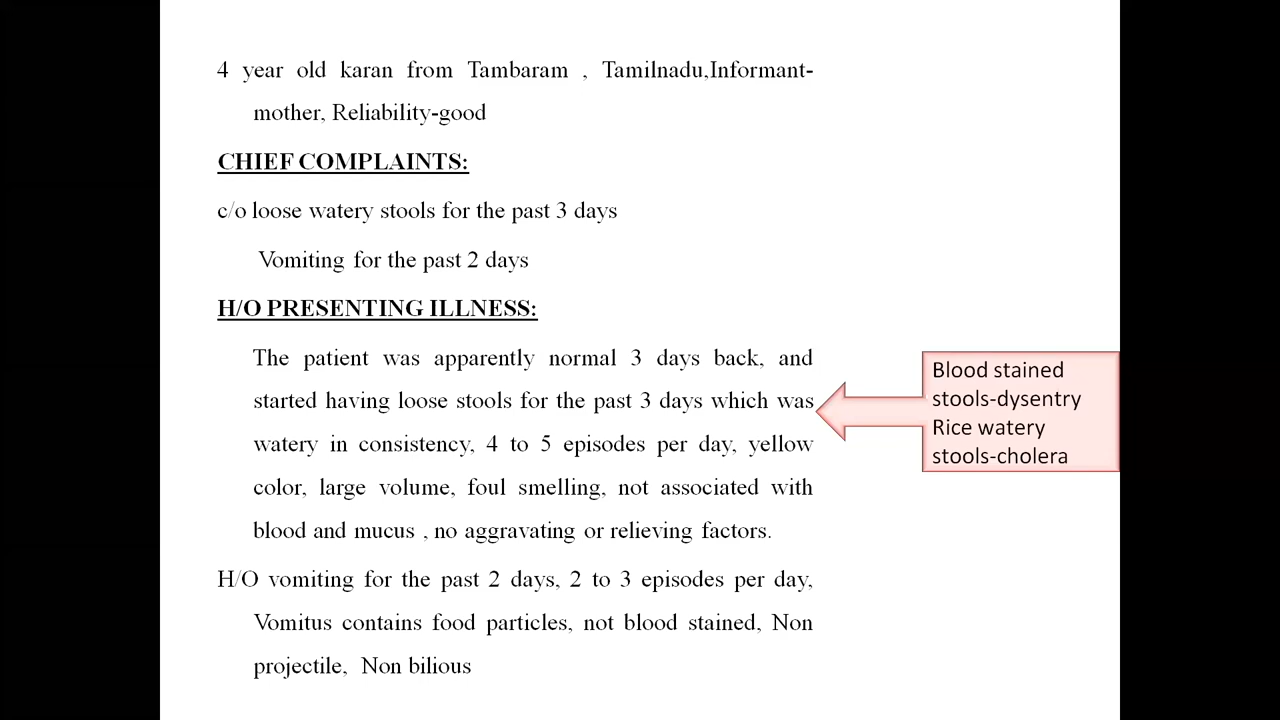 4 year old karan from Tambaram , Tamilnadu,Informant-
mother, Reliability-good
CHIEF COMPLAINTS:
c/o loose watery stools for the past 3 days
Vomiting for the past 2 days
H/O PRESENTING ILLNESS:
The patient was apparently normal 3 days back, and
started having loose stools for the past 3 days which was
watery in consistency, 4 to 5 episodes per day, yellow
color, large volume, foul smelling, not associated with
blood and mucus , no aggravating or relieving factors.
H/O vomiting for the past 2 days, 2 to 3 episodes per day,
Vomitus contains food particles, not blood stained, Non
projectile, Non bilious
Blood stained
stools-dysentry
Rice watery
stools-cholera